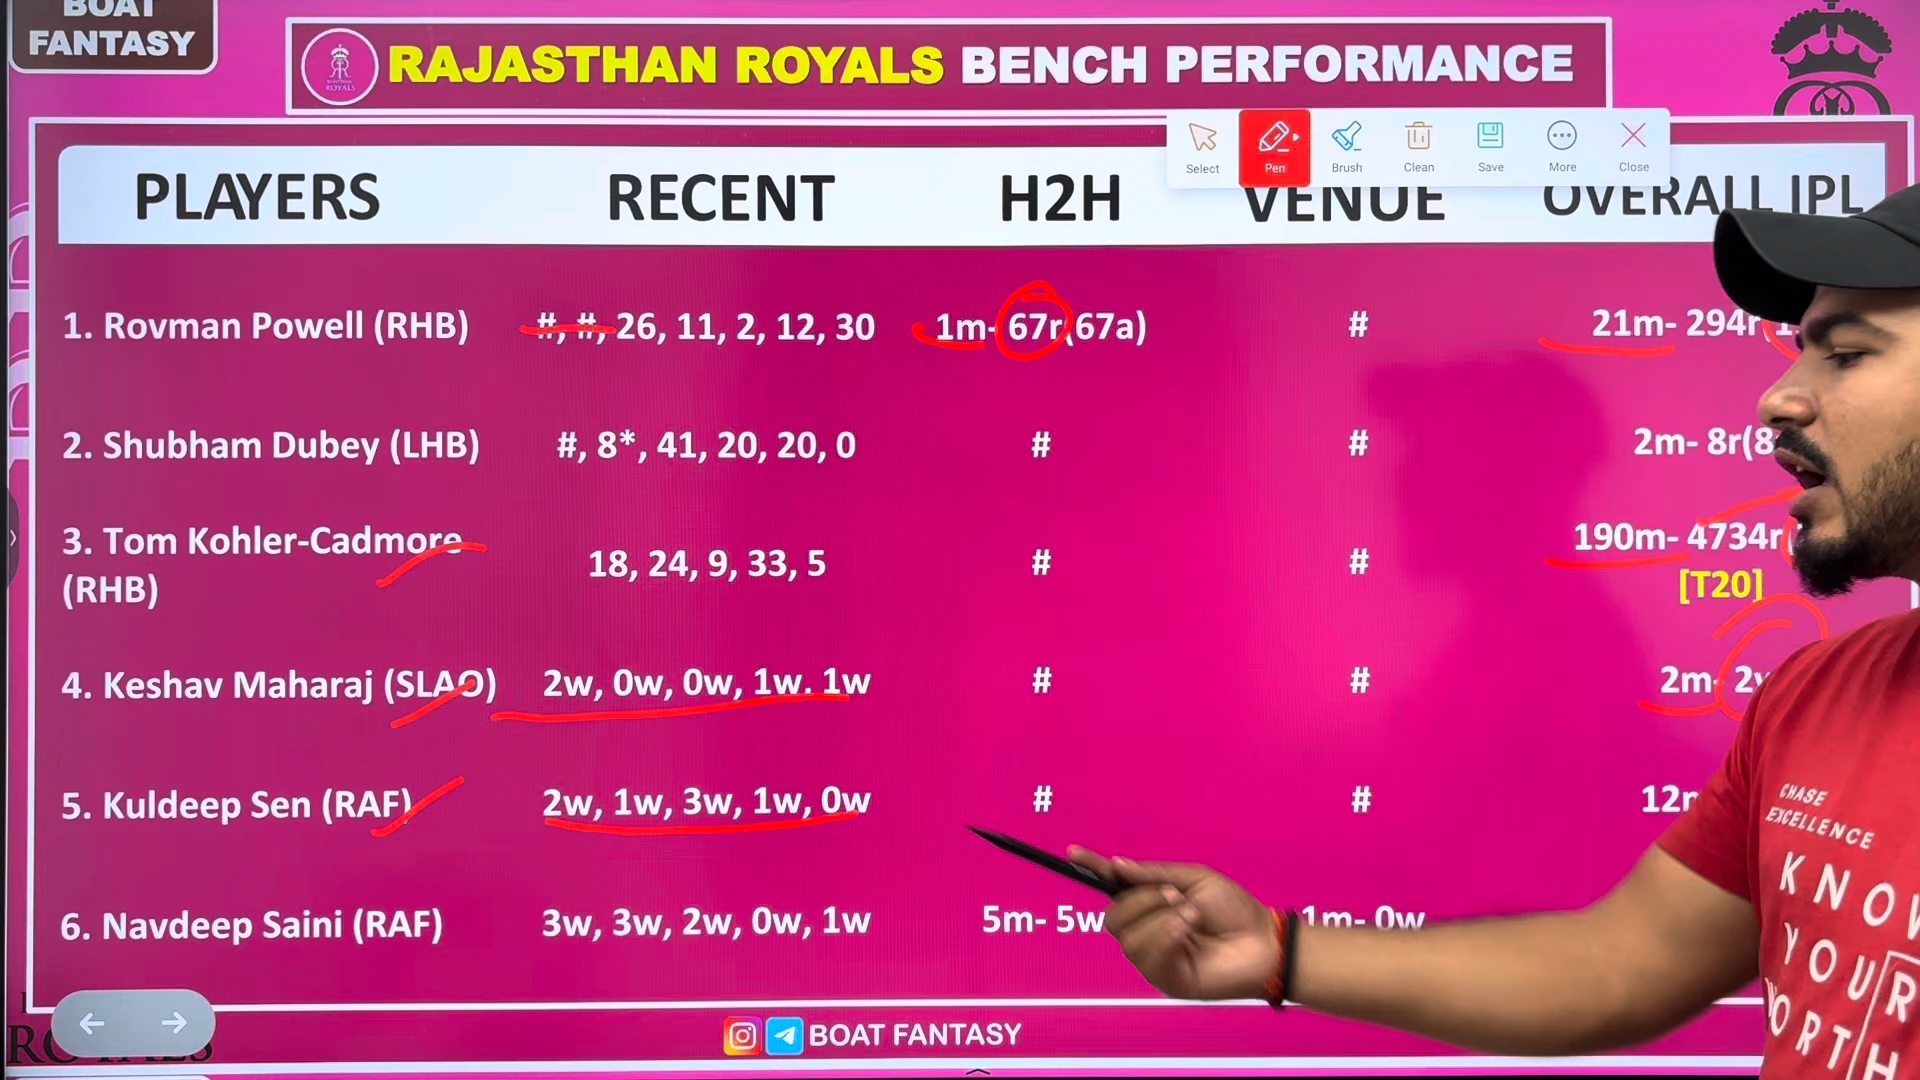 BOAT
FANTASY
ROYALS
RAJASTHAN ROYALS BENCH PERFORMANCE
Select
Pen
Brush
Clean
Save
More
Close
PLAYERS RECENT H2H VENUE OVERALL IPL
1. Rovman Powell (RHB) #, #, 26, 11, 2, 12, 30 1m- 67r(67a) # 21m- 294r
2. Shubham Dubey (LHB) #, 8*, 41, 20, 20, 0 # # 2m- 8r(8
3. Tom Kohler-Cadmore
(RHB) 18, 24, 9, 33, 5 # # 190m- 4734r
[T20]
4. Keshav Maharaj (SLAO) 2w, 0w, 0w, 1w, 1w # # 2m-
5. Kuldeep Sen (RAF) 2w, 1w, 3w, 1w, 0w # #
6. Navdeep Saini (RAF) 3w, 3w, 2w, 0w, 1w 5m- 5w 1m- 0w
BOAT FANTASY
CHASE
EXCELLENCE
YOUR